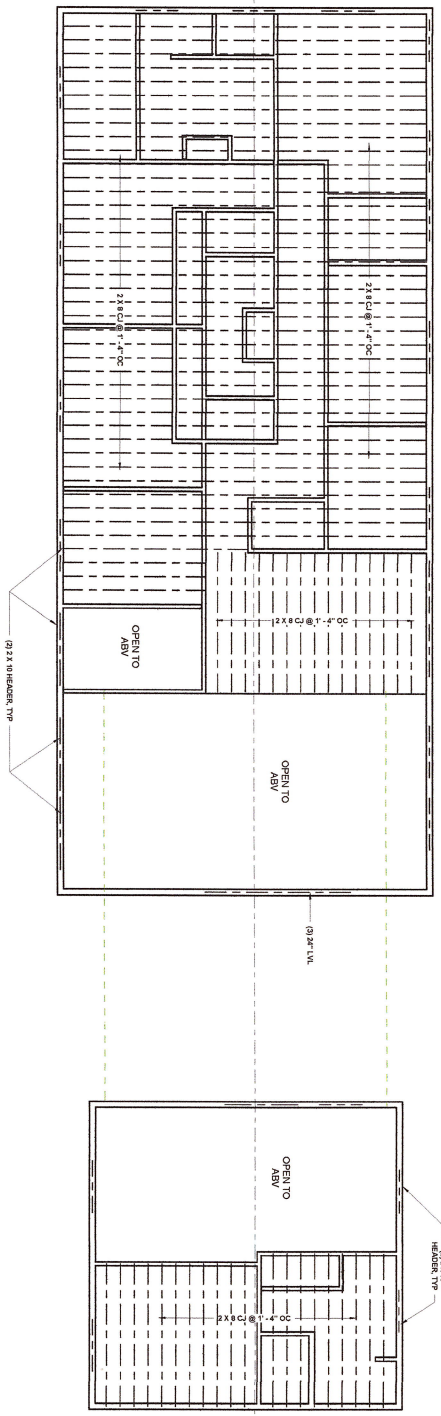 2 X 8 CJ @ 1' - 4" OC
2 X 8 CJ @ 1' - 4" OC
2 X 8 CJ @ 1' - 4" OC
(2) 2 X 10 HEADER, TYP
OPEN TO
ABV
OPEN TO
ABV
(3) 24" LVL
OPEN TO
ABV
HEADER, TYP
2 X 8 CJ @ 1' - 4" OC